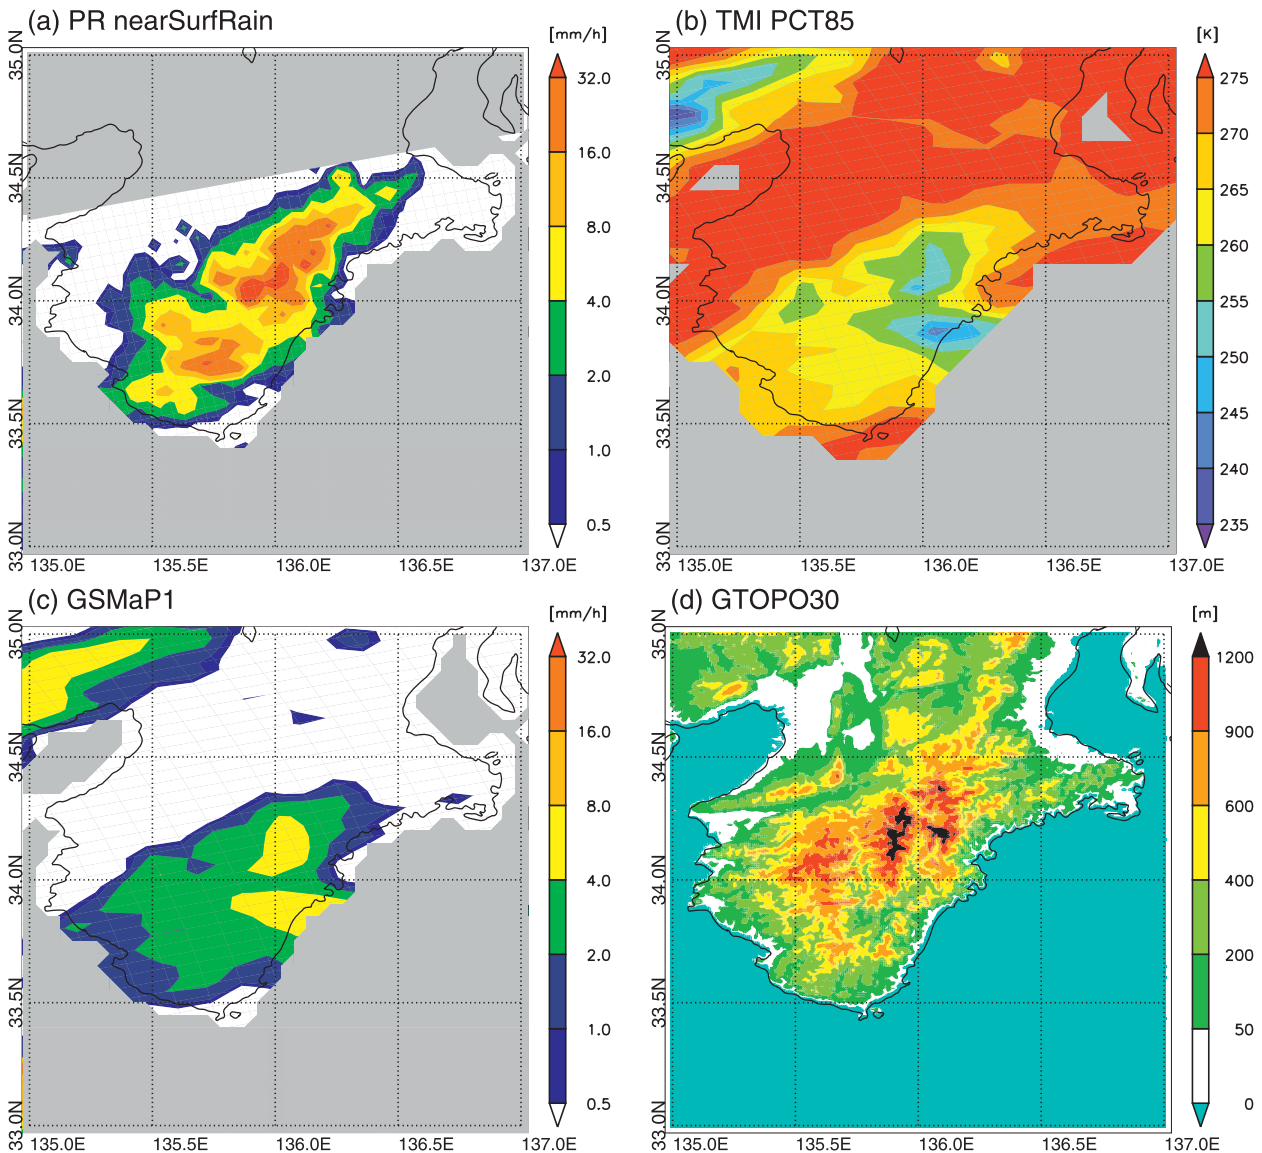 (a) PR nearSurfRain
[mm/h]
35.0N
34.5N
34.0N
33.5N
33.0N
135.0E 135.5E 136.0E 136.5E 137.0E
32.0
16.0
8.0
4.0
2.0
1.0
0.5
(b) TMI PCT85
[K]
35.0N
34.5N
34.0N
33.5N
33.0N
135.0E 135.5E 136.0E 136.5E 137.0E
275
270
265
260
255
250
245
240
235
(c) GSMaP1
[mm/h]
35.0N
34.5N
34.0N
33.5N
33.0N
135.0E 135.5E 136.0E 136.5E 137.0E
32.0
16.0
8.0
4.0
2.0
1.0
0.5
(d) GTOPO30
[m]
35.0N
34.5N
34.0N
33.5N
33.0N
135.0E 135.5E 136.0E 136.5E 137.0E
1200
900
600
400
200
50
0